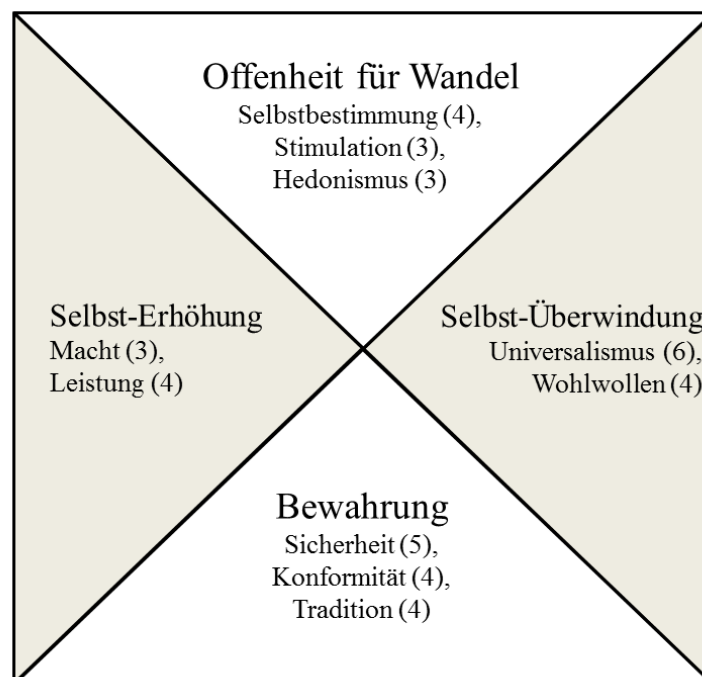 Offenheit für Wandel
Selbstbestimmung (4),
Stimulation (3),
Hedonismus (3)
Selbst-Erhöhung
Macht (3),
Leistung (4)
Selbst-Überwindung
Universalismus (6),
Wohlwollen (4)
Bewahrung
Sicherheit (5),
Konformität (4),
Tradition (4)